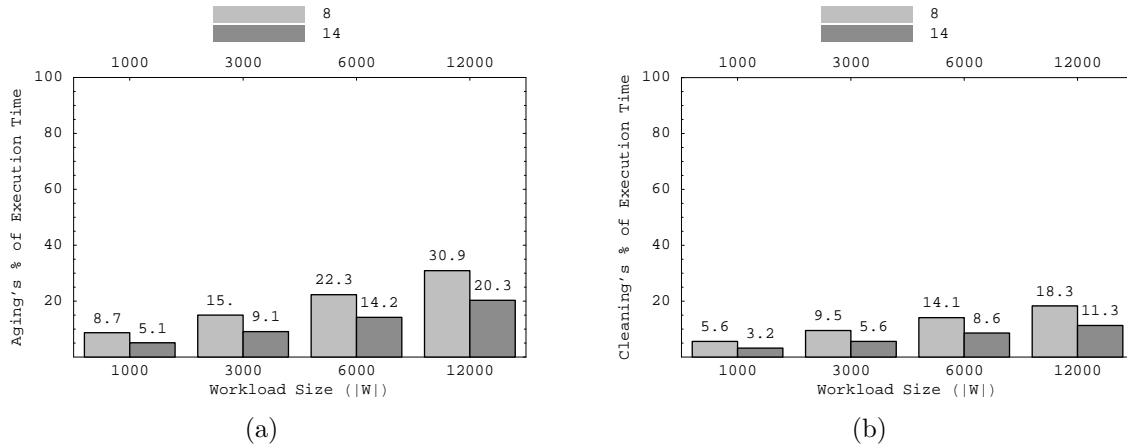 8
14
1000 3000 6000 12000
100
80
60
40
20
Aging's % of Execution Time
8.7 5.1 15. 9.1 22.3 14.2 30.9 20.3
1000 3000 6000 12000
Workload Size (|W|)
(a)
8
14
1000 3000 6000 12000
100
80
60
40
20
Cleaning's % of Execution Time
5.6 3.2 9.5 5.6 14.1 8.6 18.3 11.3
1000 3000 6000 12000
Workload Size (|W|)
(b)